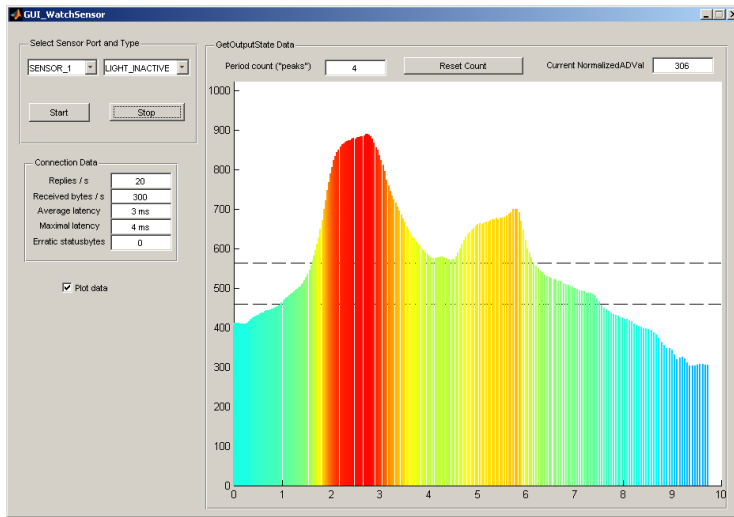 GUI_WatchSensor
Select Sensor Port and Type
SENSOR_1 LIGHT_INACTIVE
Start Stop
Connection Data
Replies / s 20
Received bytes / s 300
Average latency 3 ms
Maximal latency 4 ms
Erratic statusbytes 0
Plot data
GetOutputState Data
Period count ("peaks") 4 Reset Count Current NormalizedADVal 306
1000
900
800
700
600
500
400
300
200
100
0
0 1 2 3 4 5 6 7 8 9 10